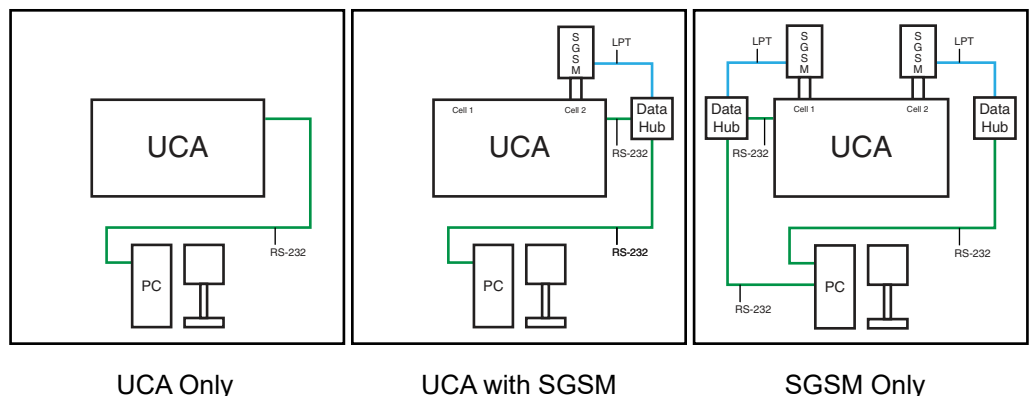 UCA
RS-232
PC
UCA Only
SGSM
LPT
Cell 1
Cell 2
UCA
Data
Hub
RS-232
RS-232
PC
UCA with SGSM
SGSM
LPT
SGSM
LPT
Data
Hub
Cell 1
Cell 2
UCA
Data
Hub
RS-232
RS-232
PC
RS-232
SGSM Only